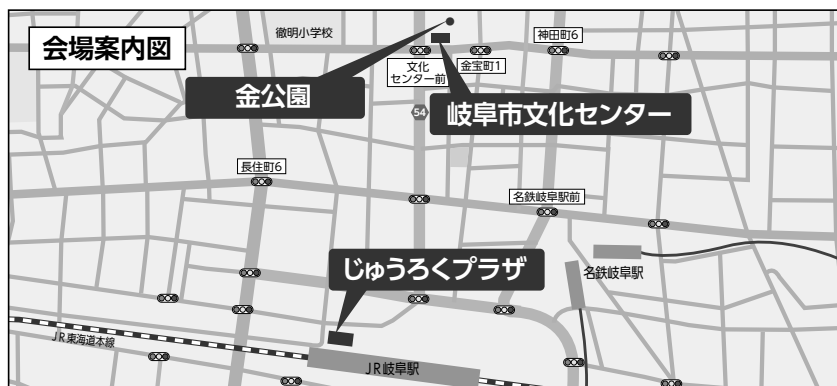 会場案内図
徹明小学校
神田町6
文化
センター前
金宝町1
金公園
岐阜市文化センター
54
長住町6
名鉄岐阜駅前
じゅうろくプラザ
名鉄岐阜駅
JR東海道本線
JR岐阜駅